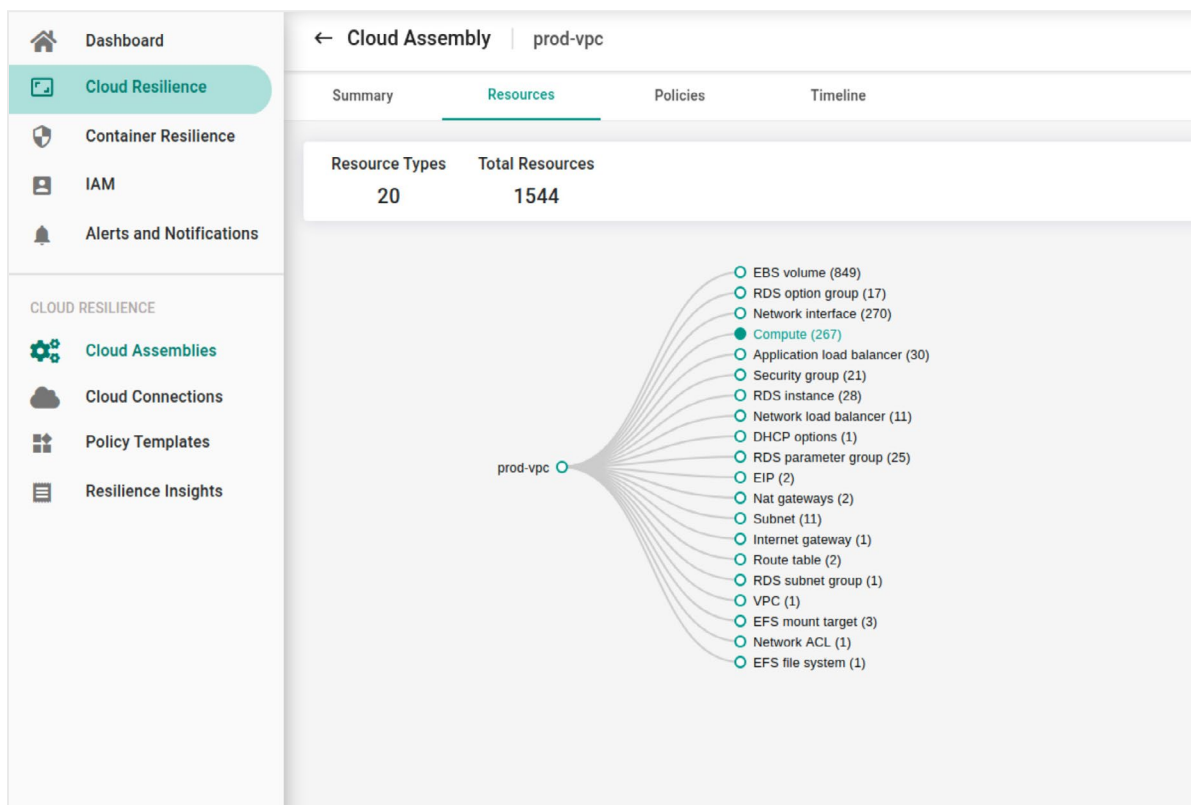 Dashboard
Cloud Resilience
Container Resilience
IAM
Alerts and Notifications
CLOUD RESILIENCE
Cloud Assemblies
Cloud Connections
Policy Templates
Resilience Insights
← Cloud Assembly | prod-vpc
Summary Resources Policies Timeline
Resource Types Total Resources
20 1544
prod-vpc
EBS volume (849)
RDS option group (17)
Network interface (270)
Compute (267)
Application load balancer (30)
Security group (21)
RDS instance (28)
Network load balancer (11)
DHCP options (1)
RDS parameter group (25)
EIP (2)
Nat gateways (2)
Subnet (11)
Internet gateway (1)
Route table (2)
RDS subnet group (1)
VPC (1)
EFS mount target (3)
Network ACL (1)
EFS file system (1)